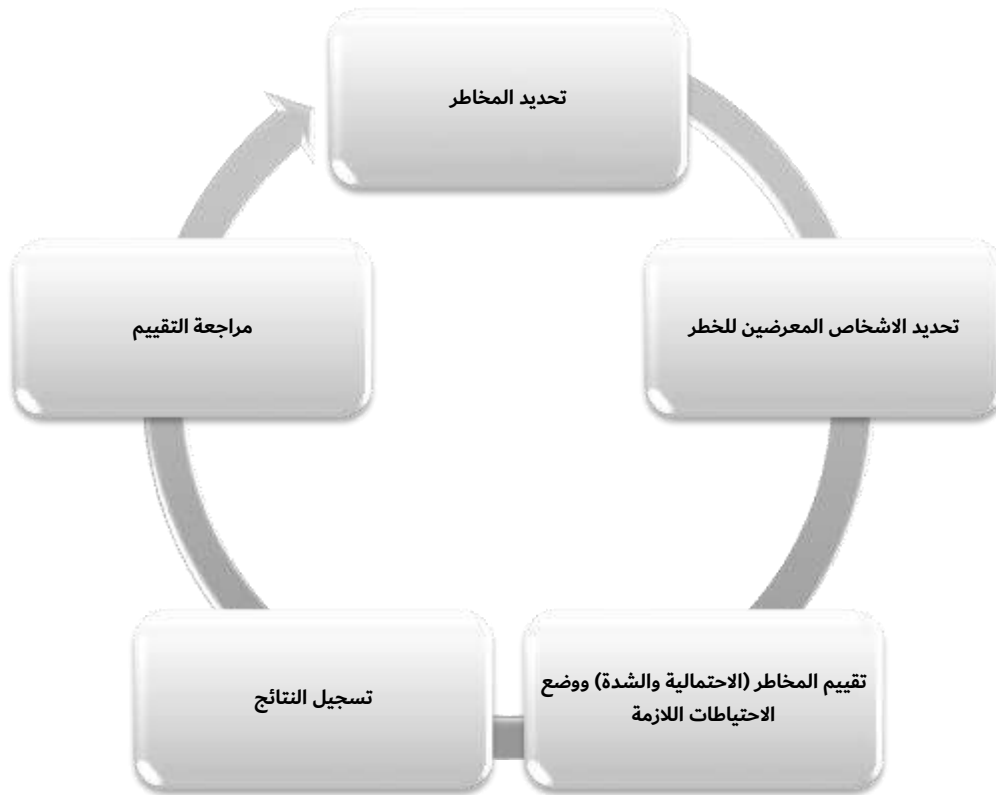 تحديد المخاطر
تحديد الاشخاص المعرضين للخطر
تقييم المخاطر (الاحتمالية والشدة) ووضع
الاحتياطات اللازمة
تسجيل النتائج
مراجعة التقييم